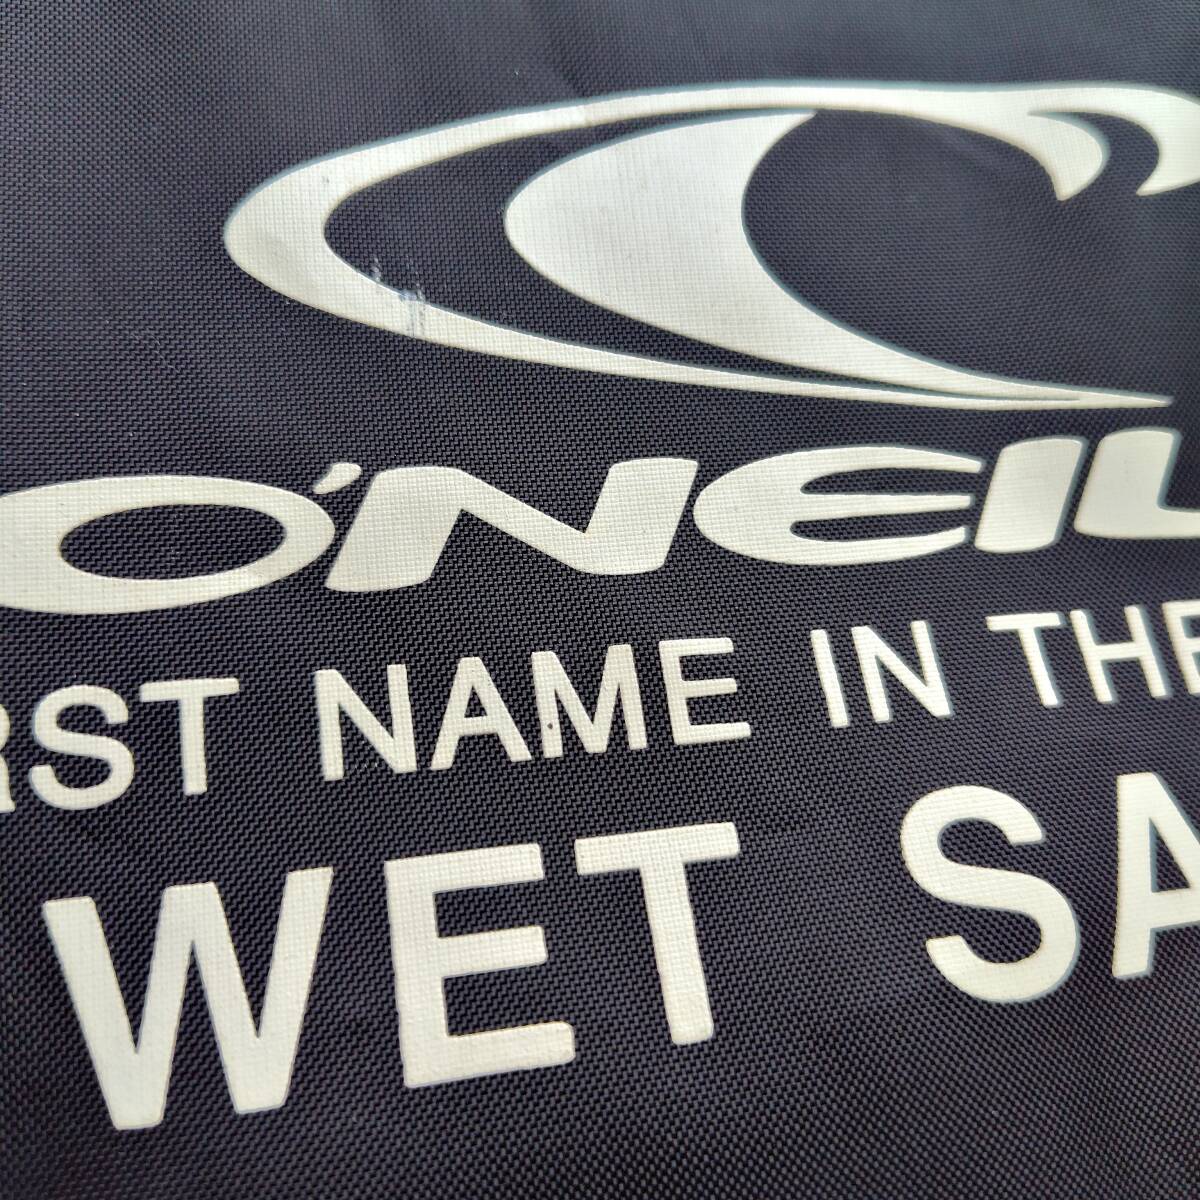 O'NEIL
RST NAME IN THE
WET SA